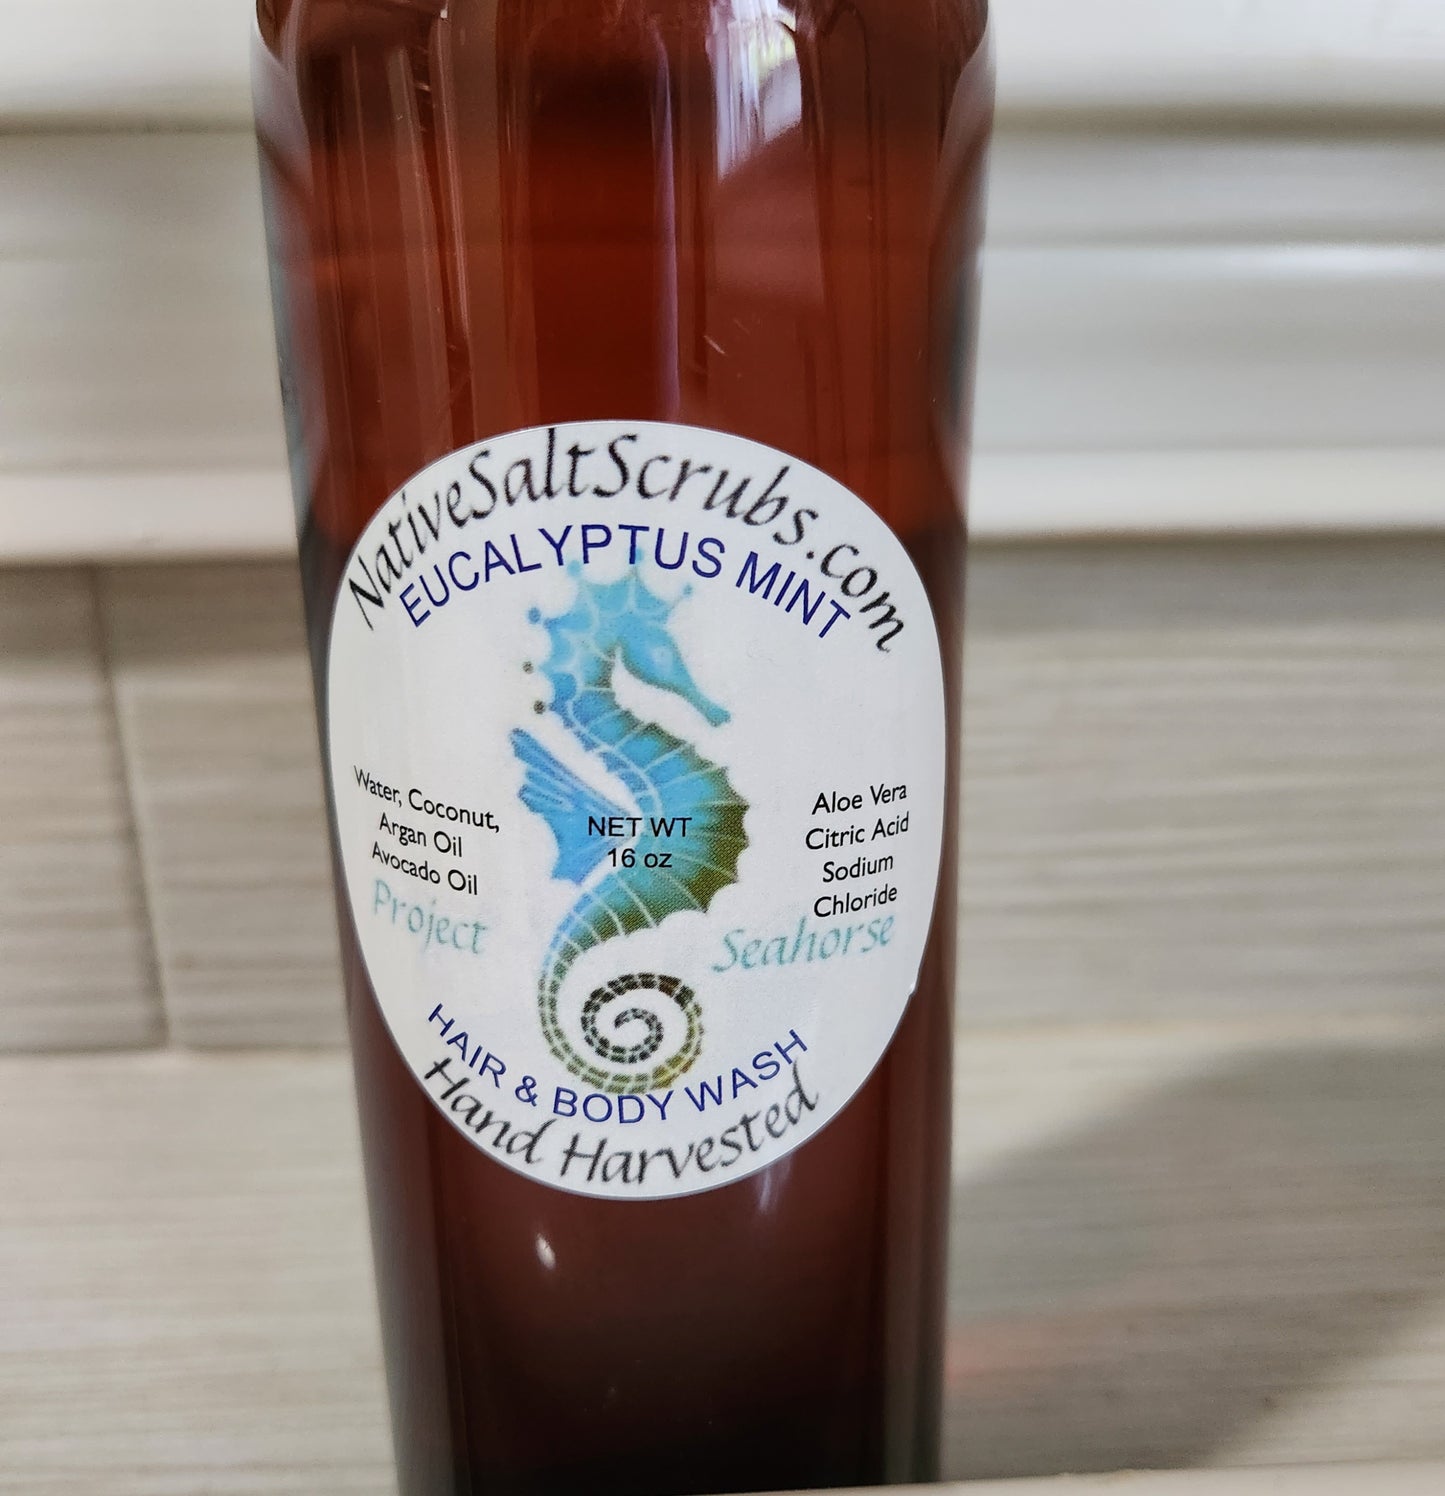 NativeSaltScrubs.com
EUCALYPTUS MINT
Water, Coconut,
Argan Oil
Avocado Oil
Project
NET WT
16 oz
Aloe Vera
Citric Acid
Sodium
Chloride
Seahorse
HAIR & BODY WASH
Hand Harvested